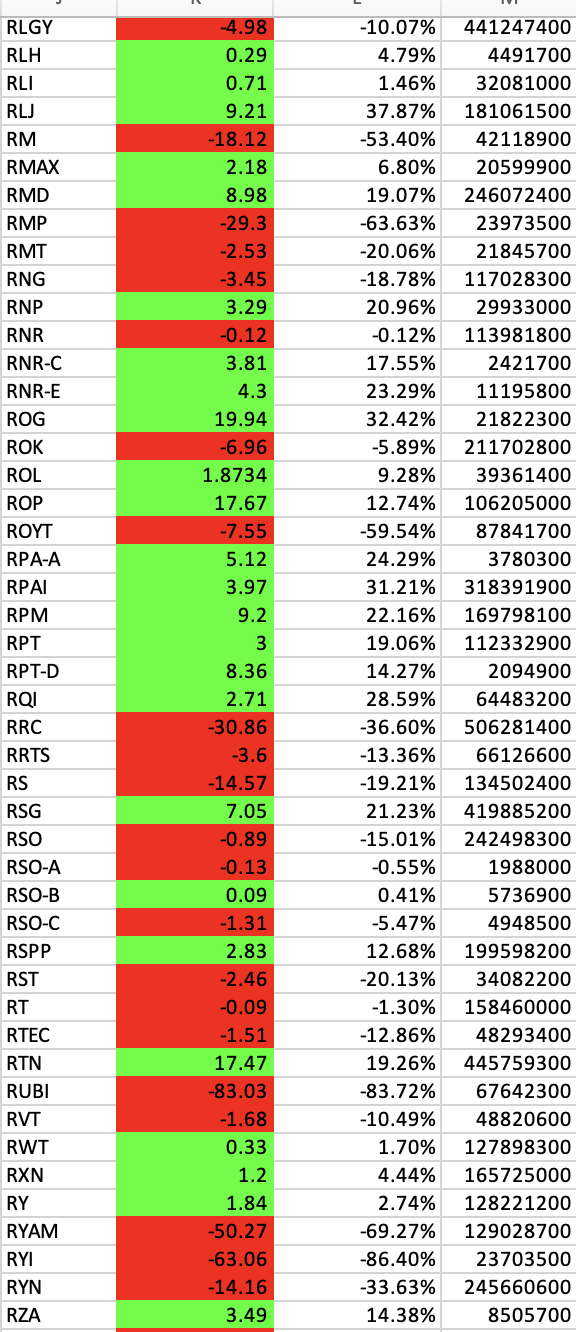 RLGY -4.98 -10.07% 441247400
RLH 0.29 4.79% 4491700
RLI 0.71 1.46% 32081000
RLJ 9.21 37.87% 181061500
RM -18.12 -53.40% 42118900
RMAX 2.18 6.80% 20599900
RMD 8.98 19.07% 246072400
RMP -29.3 -63.63% 23973500
RMT -2.53 -20.06% 21845700
RNG -3.45 -18.78% 117028300
RNP 3.29 20.96% 29933000
RNR -0.12 -0.12% 113981800
RNR-C 3.81 17.55% 2421700
RNR-E 4.3 23.29% 11195800
ROG 19.94 32.42% 21822300
ROK -6.96 -5.89% 211702800
ROL 1.8734 9.28% 39361400
ROP 17.67 12.74% 106205000
ROYT -7.55 -59.54% 87841700
RPA-A 5.12 24.29% 3780300
RPAI 3.97 31.21% 318391900
RPM 9.2 22.16% 169798100
RPT 3 19.06% 112332900
RPT-D 8.36 14.27% 2094900
RQI 2.71 28.59% 64483200
RRC -30.86 -36.60% 506281400
RRTS -3.6 -13.36% 66126600
RS -14.57 -19.21% 134502400
RSG 7.05 21.23% 419885200
RSO -0.89 -15.01% 242498300
RSO-A -0.13 -0.55% 1988000
RSO-B 0.09 0.41% 5736900
RSO-C -1.31 -5.47% 4948500
RSPP 2.83 12.68% 199598200
RST -2.46 -20.13% 34082200
RT -0.09 -1.30% 158460000
RTEC -1.51 -12.86% 48293400
RTN 17.47 19.26% 445759300
RUBI -83.03 -83.72% 67642300
RVT -1.68 -10.49% 48820600
RWT 0.33 1.70% 127898300
RXN 1.2 4.44% 165725000
RY 1.84 2.74% 128221200
RYAM -50.27 -69.27% 129028700
RYI -63.06 -86.40% 23703500
RYN -14.16 -33.63% 245660600
RZA 3.49 14.38% 8505700